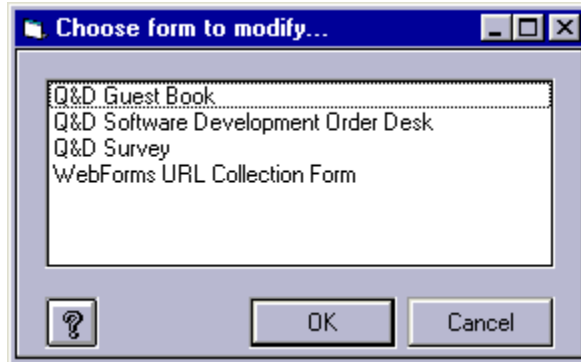 Choose form to modify...
Q&D Guest Book
Q&D Software Development Order Desk
Q&D Survey
WebForms URL Collection Form
?
OK
Cancel